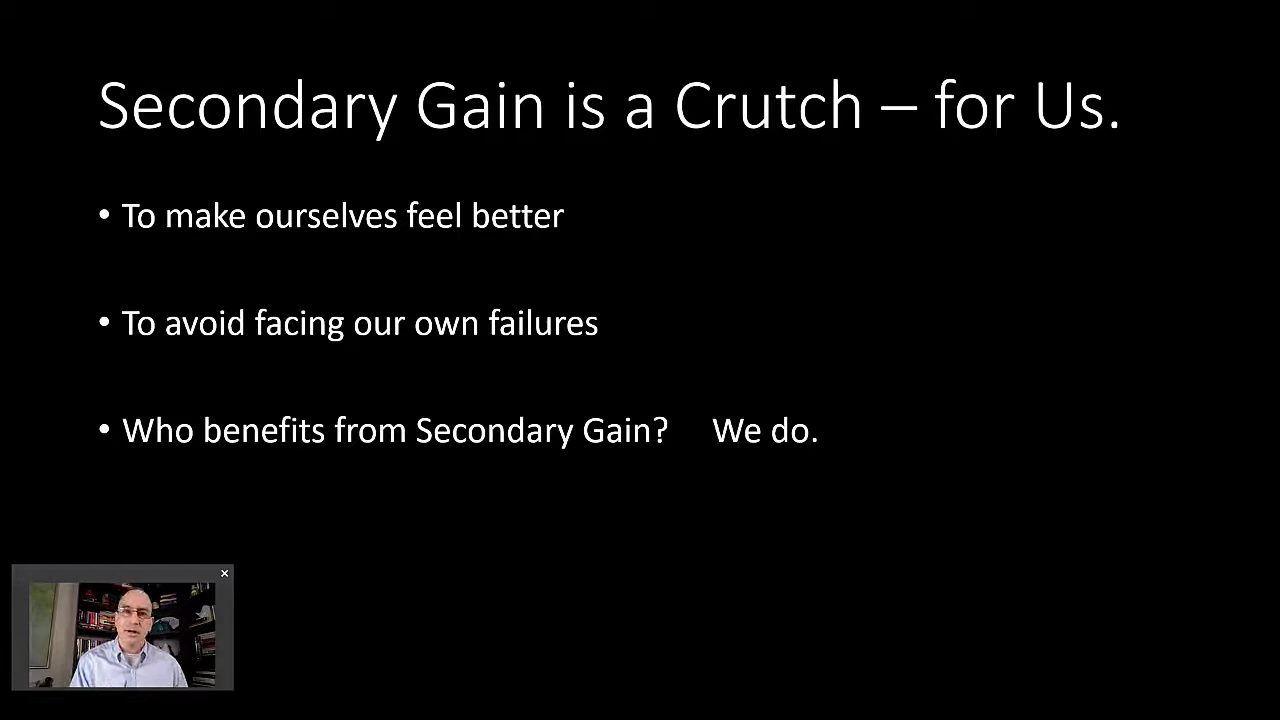 Secondary Gain is a Crutch – for Us.
• To make ourselves feel better
• To avoid facing our own failures
• Who benefits from Secondary Gain? We do.